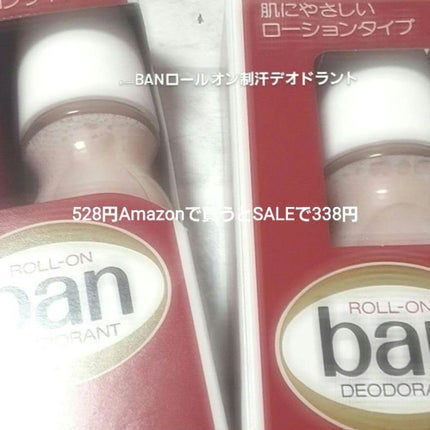 肌にやさしい
ローションタイプ
BANロールオン制汗デオドラント
528円Amazonで買うとSALEで338円
ROLL-ON
ban
DEODORANT
ROLL-ON
ba
DEODORA